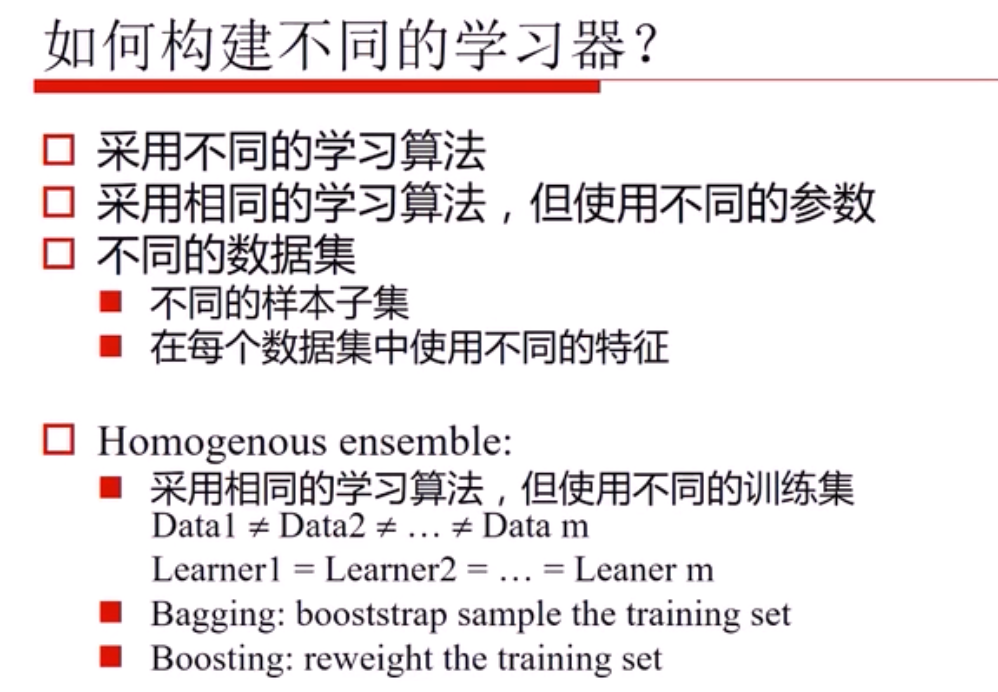 如何构建不同的学习器？
采用不同的学习算法
采用相同的学习算法，但使用不同的参数
不同的数据集
不同的样本子集
在每个数据集中使用不同的特征
Homogenous ensemble:
采用相同的学习算法，但使用不同的训练集
Data1 ≠ Data2 ≠ … ≠ Data m
Learner1 = Learner2 = … = Leaner m
Bagging: booststrap sample the training set
Boosting: reweight the training set